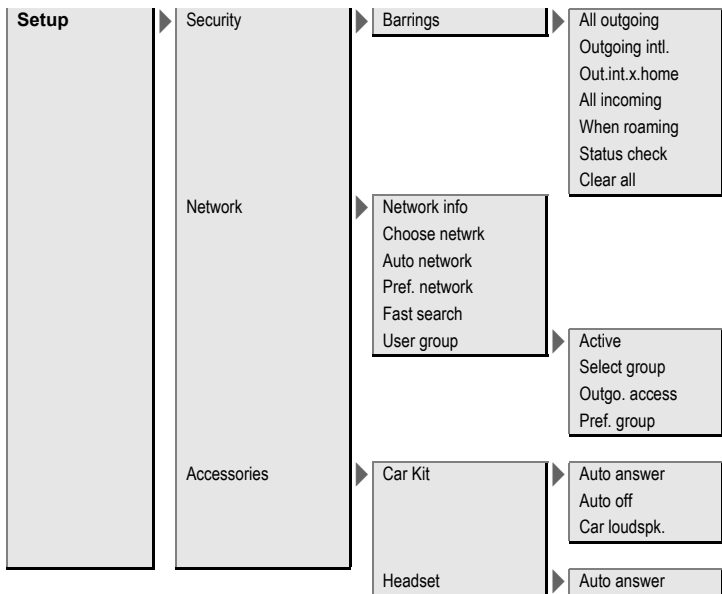 Setup
Security
Barrings
All outgoing
Outgoing intl.
Out.int.x.home
All incoming
When roaming
Status check
Clear all
Network
Network info
Choose netwrk
Auto network
Pref. network
Fast search
User group
Active
Select group
Outgo. access
Pref. group
Accessories
Car Kit
Auto answer
Auto off
Car loudspk.
Headset
Auto answer